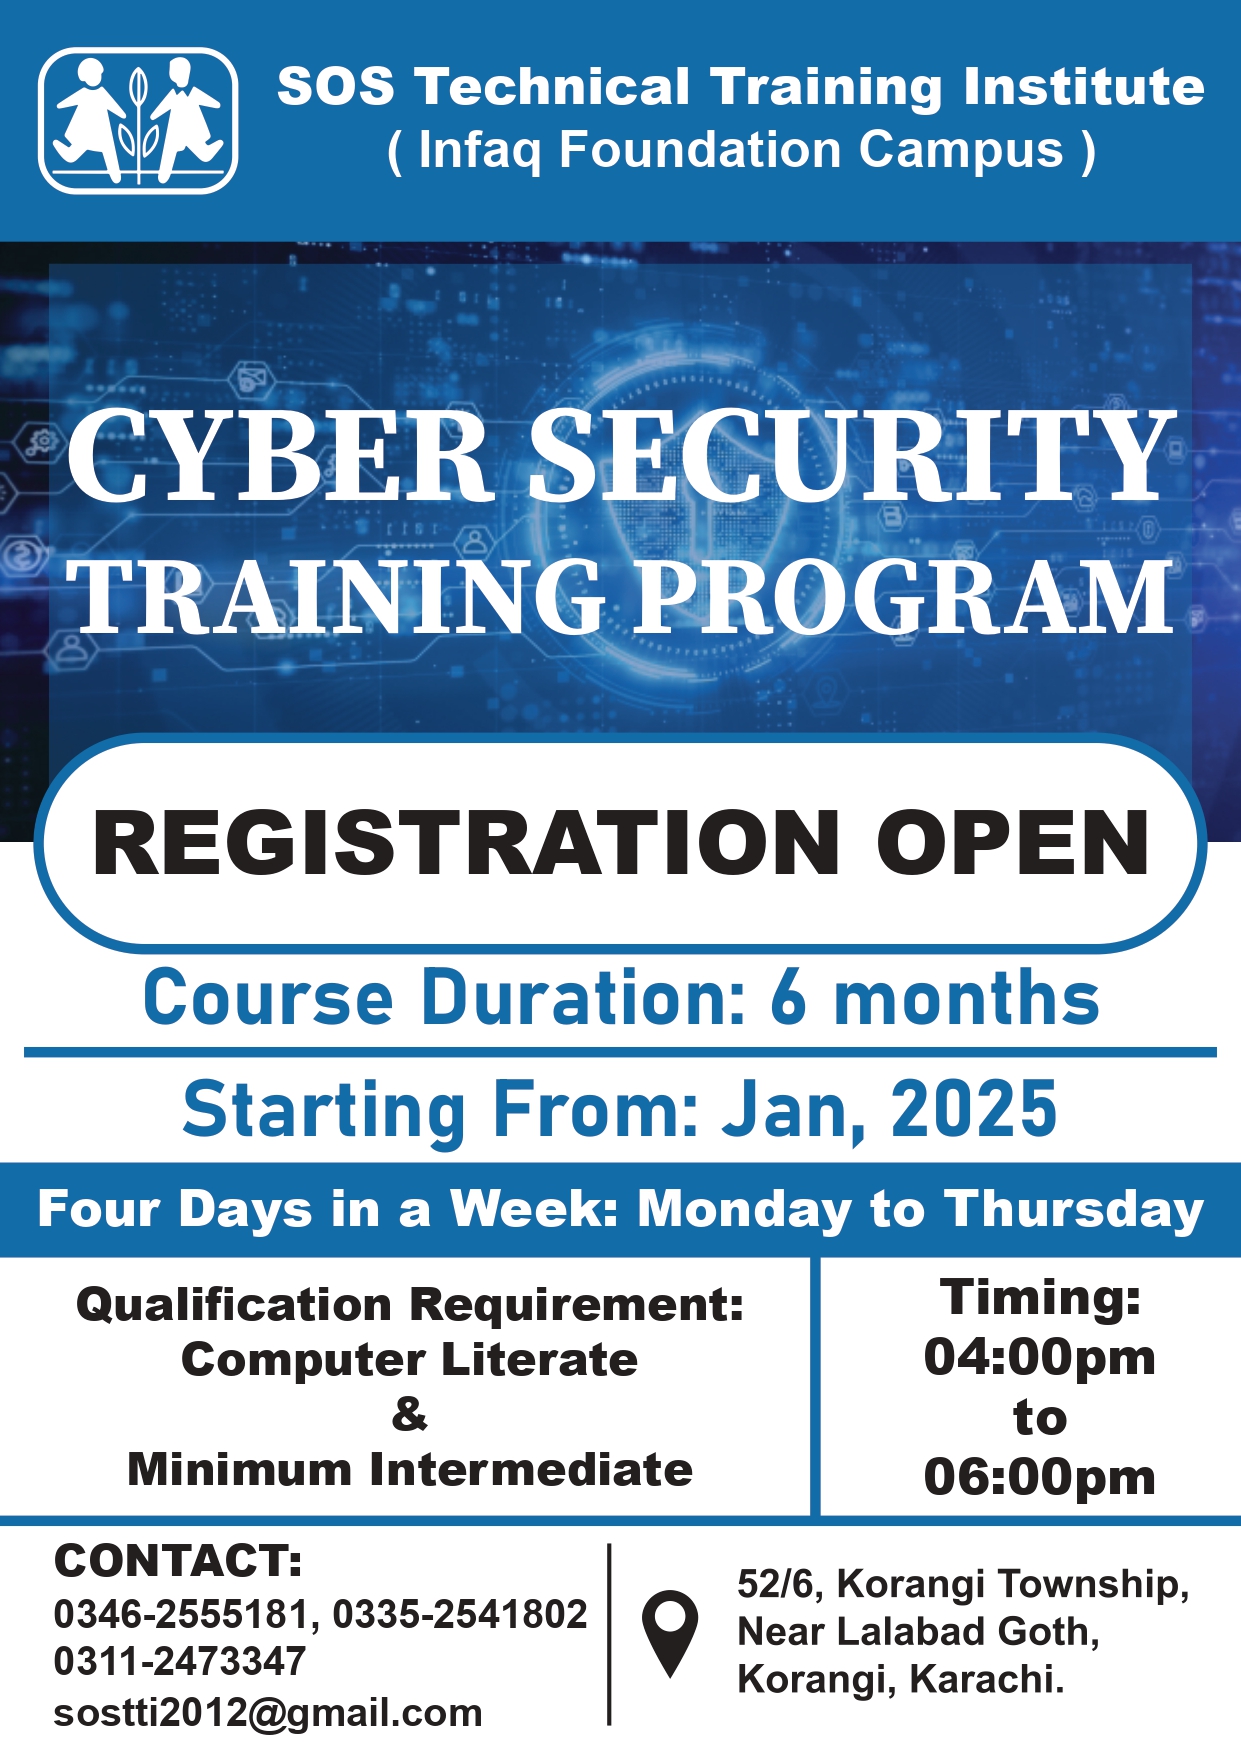 SOS Technical Training Institute
( Infaq Foundation Campus )
CYBER SECURITY
TRAINING PROGRAM
REGISTRATION OPEN
Course Duration: 6 months
Starting From: Jan, 2025
Four Days in a Week: Monday to Thursday
Qualification Requirement:
Computer Literate
&
Minimum Intermediate
Timing:
04:00pm
to
06:00pm
CONTACT:
0346-2555181, 0335-2541802
0311-2473347
sostti2012@gmail.com
52/6, Korangi Township,
Near Lalabad Goth,
Korangi, Karachi.